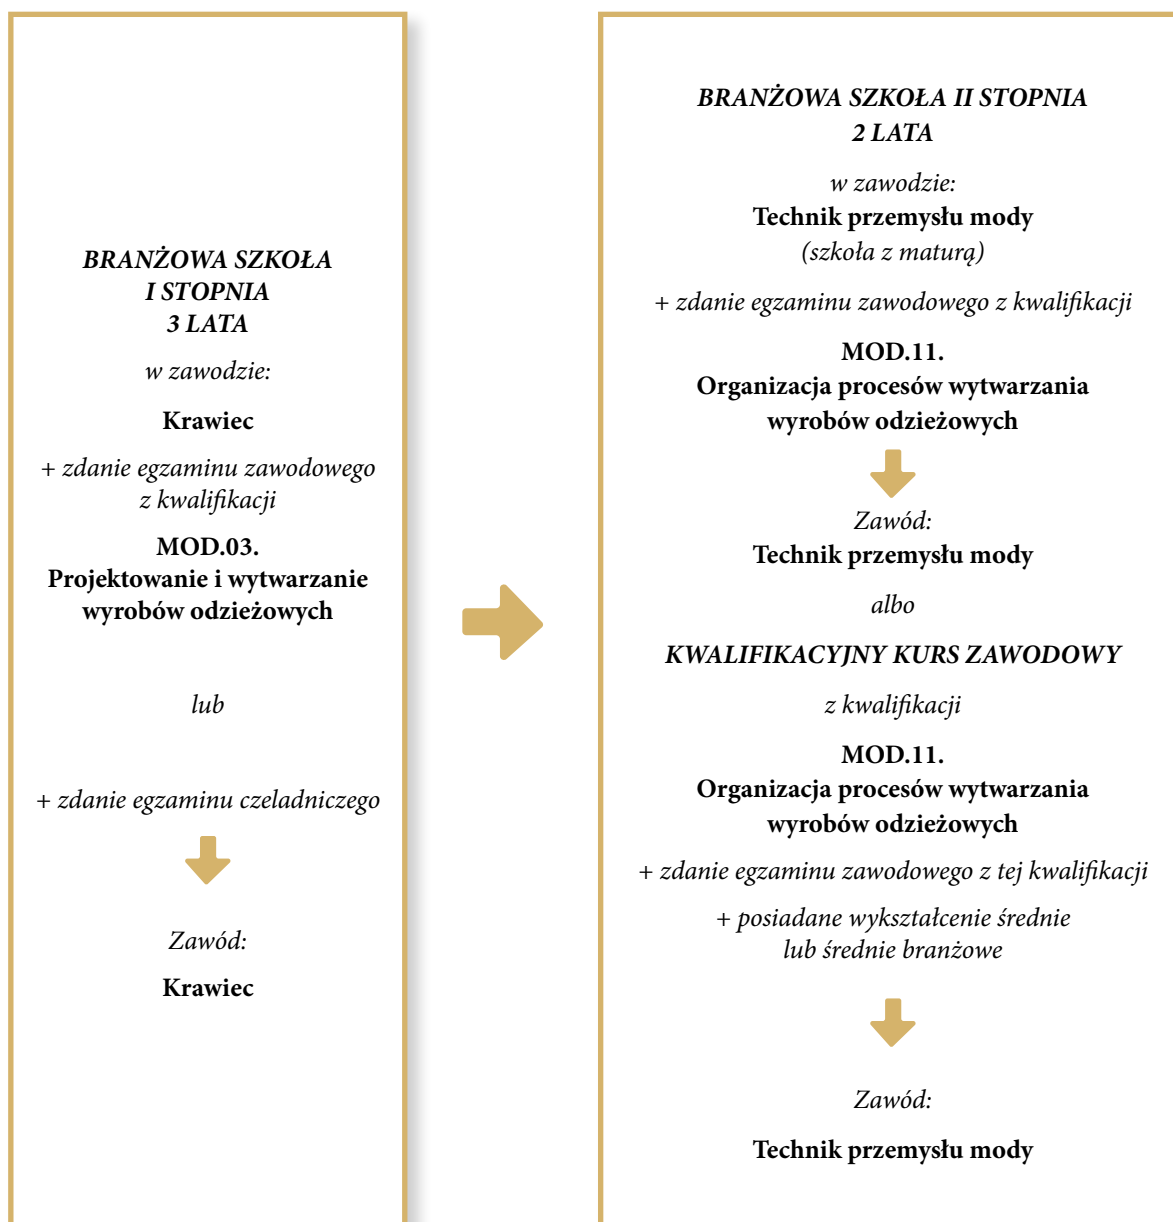 BRANŻOWA SZKOŁA
I STOPNIA
3 LATA
w zawodzie:
Krawiec
+ zdanie egzaminu zawodowego
z kwalifikacji
MOD.03.
Projektowanie i wytwarzanie
wyrobów odzieżowych
lub
+ zdanie egzaminu czeladniczego
Zawód:
Krawiec
BRANŻOWA SZKOŁA II STOPNIA
2 LATA
w zawodzie:
Technik przemysłu mody
(szkoła z maturą)
+ zdanie egzaminu zawodowego z kwalifikacji
MOD.11.
Organizacja procesów wytwarzania
wyrobów odzieżowych
Zawód:
Technik przemysłu mody
albo
KWALIFIKACYJNY KURS ZAWODOWY
z kwalifikacji
MOD.11.
Organizacja procesów wytwarzania
wyrobów odzieżowych
+ zdanie egzaminu zawodowego z tej kwalifikacji
+ posiadane wykształcenie średnie
lub średnie branżowe
Zawód:
Technik przemysłu mody